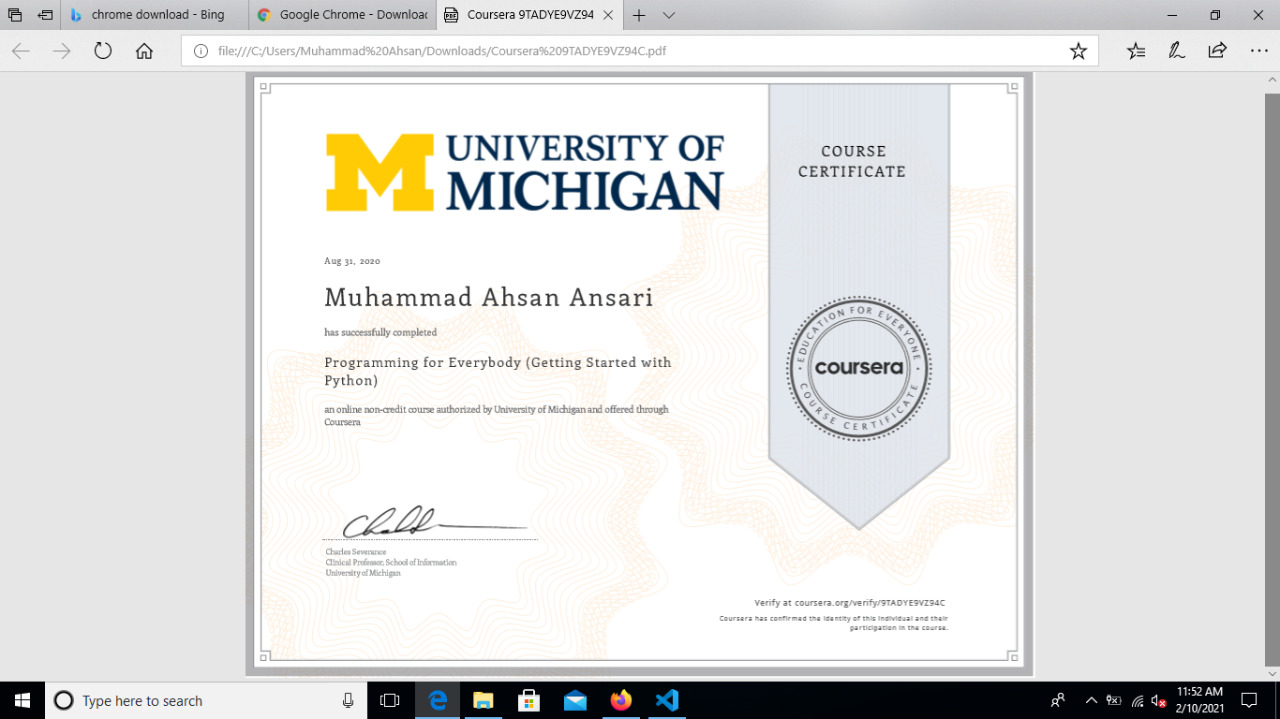 chrome download - Bing
Google Chrome - Downloa
Coursera 9TADYE9VZ94
file:///C:/Users/Muhammad%20Ahsan/Downloads/Coursera%209TADYE9VZ94C.pdf
UNIVERSITY OF
MICHIGAN
COURSE
CERTIFICATE
Aug 31, 2020
Muhammad Ahsan Ansari
has successfully completed
Programming for Everybody (Getting Started with
Python)
an online non-credit course authorized by University of Michigan and offered through
Coursera
EDUCATION FOR EVERYONE
coursera
COURSE CERTIFICATE
Charles Severance
Clinical Professor, School of Information
University of Michigan
Verify at coursera.org/verify/9TADYE9VZ94C
Coursera has confirmed the identity of this individual and their
participation in the course.
Type here to search
11:52 AM
2/10/2021